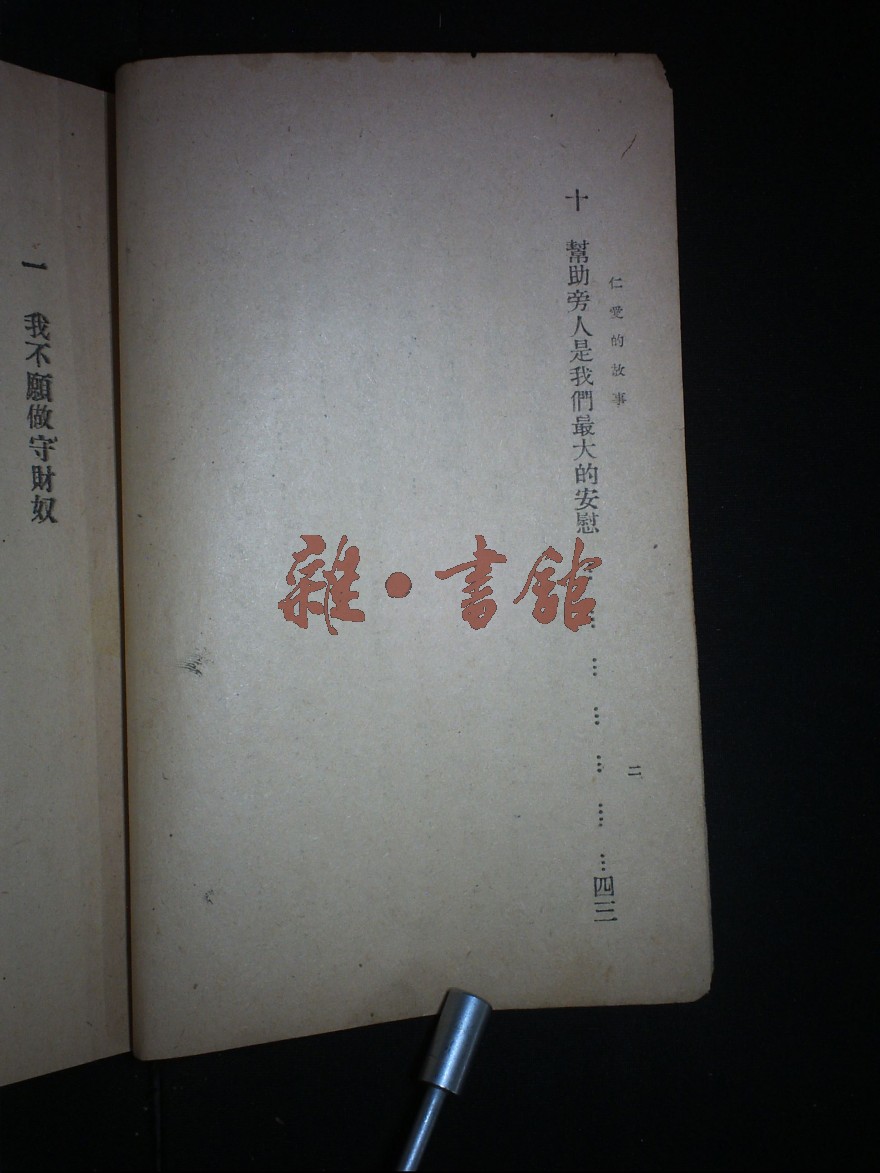 仁愛的故事
二
十 幫助旁人是我們最大的安慰 … … … … … … … 四三
一 我不願做守財奴
雜•書館